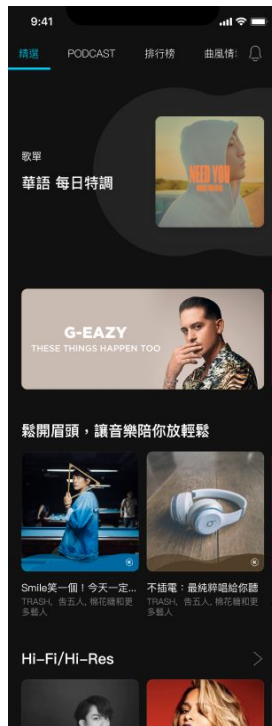 9:41
精選 PODCAST 排行榜 曲風情
歌單
華語 每日特調
NEED YOU
G-EAZY
THESE THINGS HAPPEN TOO
鬆開眉頭，讓音樂陪你放輕鬆
Smile笑一個！今天一定...
TRASH, 告五人, 棉花糖和更
多藝人
不插電：最純粹唱給你聽
TRASH, 告五人, 棉花糖和更
多藝人
Hi-Fi/Hi-Res